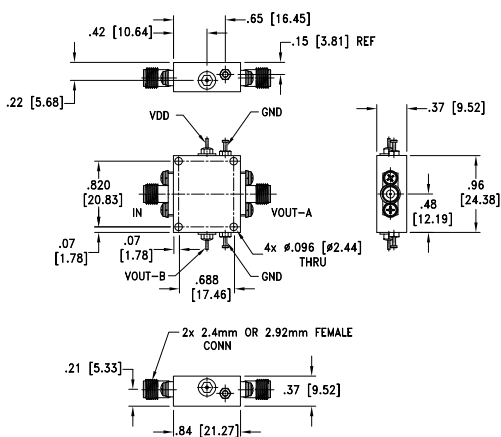 .65 [16.45]
.42 [10.64]
.15 [3.81] REF
.22 [5.68]
VDD
GND
.37 [9.52]
.820
[20.83]
.96
[24.38]
IN
VOUT-A
.48
[12.19]
.07
[1.78]
.07
[1.78]
4x ø.096 [ø2.44]
THRU
VOUT-B
.688
[17.46]
GND
2x 2.4mm OR 2.92mm FEMALE
CONN
.21 [5.33]
.37 [9.52]
.84 [21.27]